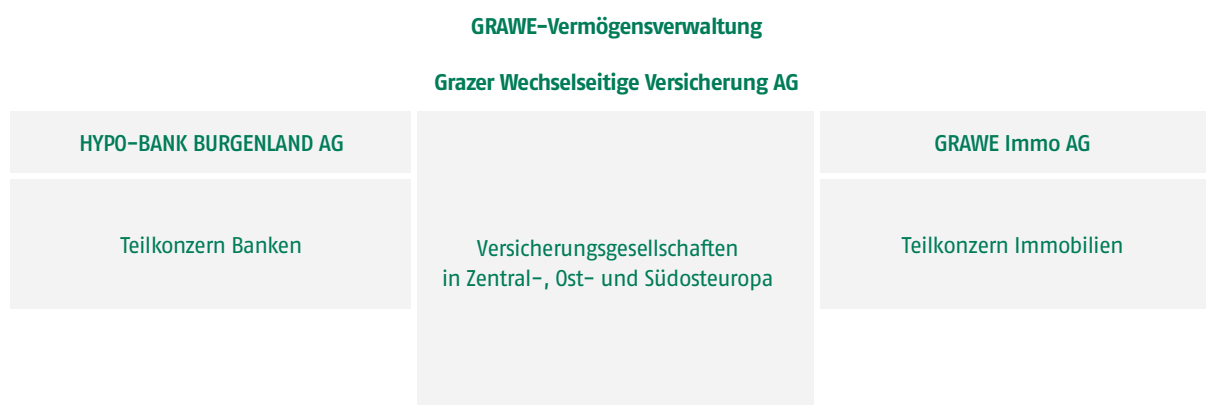 GRAWE-Vermögensverwaltung
Grazer Wechselseitige Versicherung AG
HYPO-BANK BURGENLAND AG
GRAWE Immo AG
Teilkonzern Banken
Versicherungsgesellschaften
in Zentral-, Ost- und Südosteuropa
Teilkonzern Immobilien